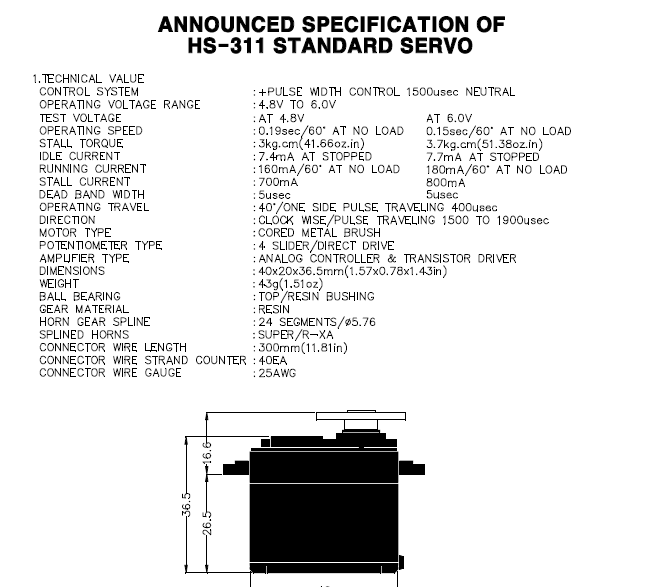 ANNOUNCED SPECIFICATION OF
HS-311 STANDARD SERVO
1.TECHNICAL VALUE
CONTROL SYSTEM :+PULSE WIDTH CONTROL 1500usec NEUTRAL
OPERATING VOLTAGE RANGE :4.8V TO 6.0V
TEST VOLTAGE :AT 4.8V AT 6.0V
OPERATING SPEED :0.19sec/60° AT NO LOAD 0.15sec/60° AT NO LOAD
STALL TORQUE :3kg.cm(41.66oz.in) 3.7kg.cm(51.38oz.in)
IDLE CURRENT :7.4mA AT STOPPED 7.7mA AT STOPPED
RUNNING CURRENT :160mA/60° AT NO LOAD 180mA/60° AT NO LOAD
STALL CURRENT :700mA 800mA
DEAD BAND WIDTH :5usec 5usec
OPERATING TRAVEL :40°/ONE SIDE PULSE TRAVELING 400usec
DIRECTION :CLOCK WISE/PULSE TRAVELING 1500 TO 1900usec
MOTOR TYPE :CORED METAL BRUSH
POTENTIOMETER TYPE :4 SLIDER/DIRECT DRIVE
AMPLIFIER TYPE :ANALOG CONTROLLER & TRANSISTOR DRIVER
DIMENSIONS :40x20x36.5mm(1.57x0.78x1.43in)
WEIGHT :43g(1.51oz)
BALL BEARING :TOP/RESIN BUSHING
GEAR MATERIAL :RESIN
HORN GEAR SPLINE :24 SEGMENTS/ø5.76
SPLINED HORNS :SUPER/R-XA
CONNECTOR WIRE LENGTH :300mm(11.81in)
CONNECTOR WIRE STRAND COUNTER :40EA
CONNECTOR WIRE GAUGE :25AWG
16.6
36.5
26.5